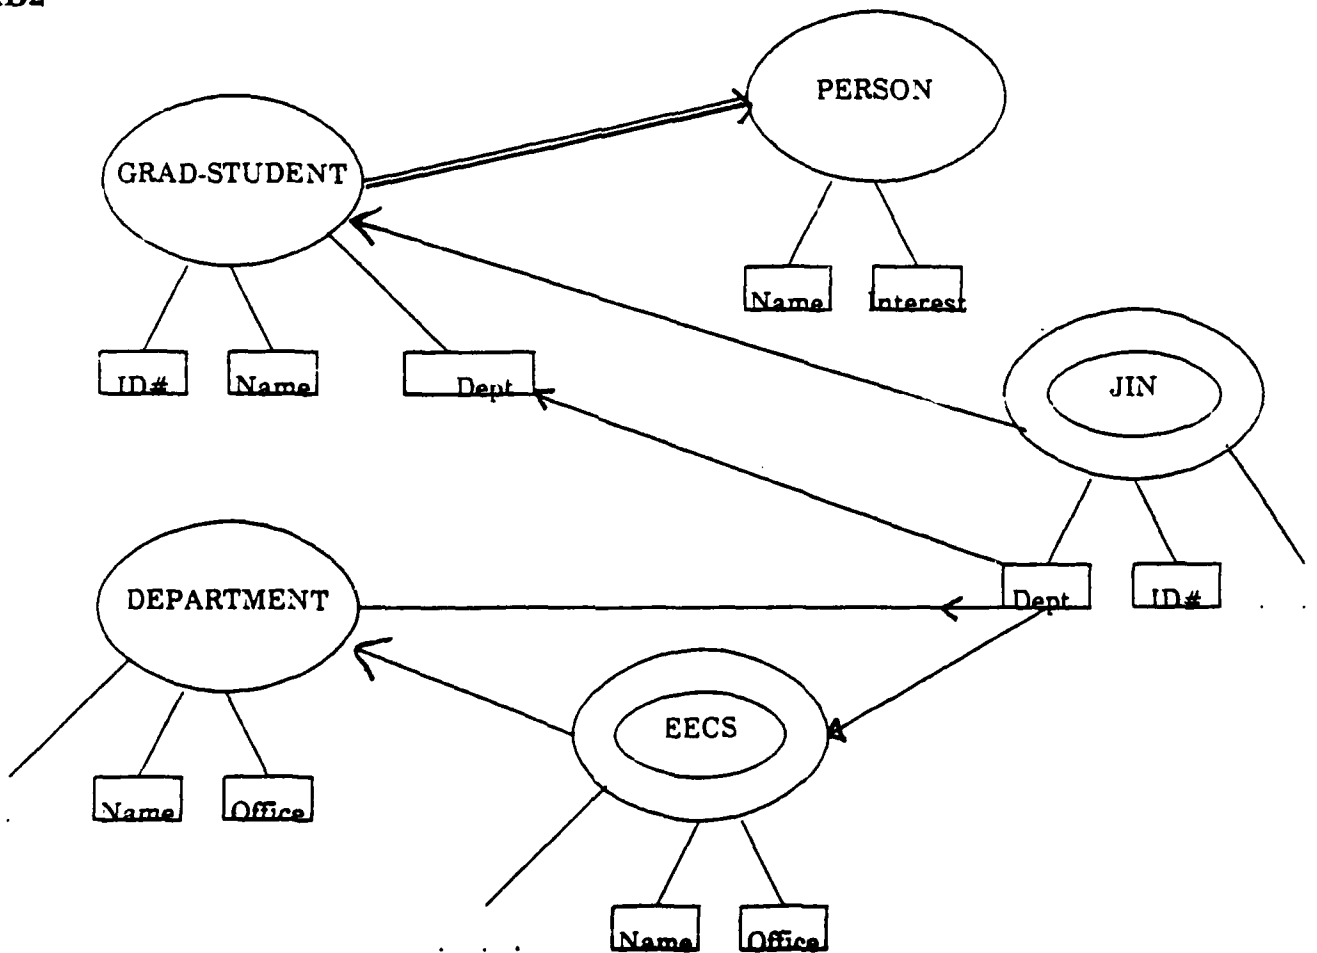 PERSON
GRAD-STUDENT
Name Interest
ID# Name Dept
JIN
DEPARTMENT
Dept ID#
EECS
Name Office
Name Office